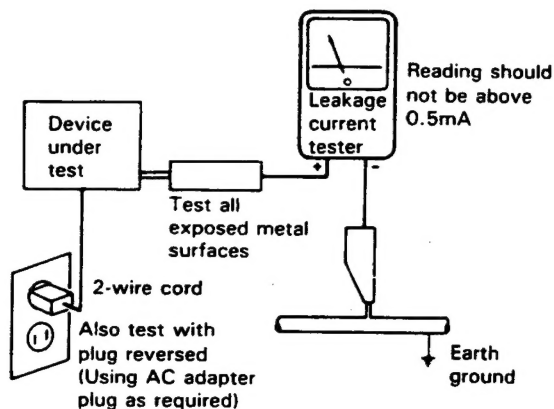 Device
under
test
Leakage
current
tester
+ -
Reading should
not be above
0.5mA
Test all
exposed metal
surfaces
2-wire cord
Also test with
plug reversed
(Using AC adapter
plug as required)
Earth
ground